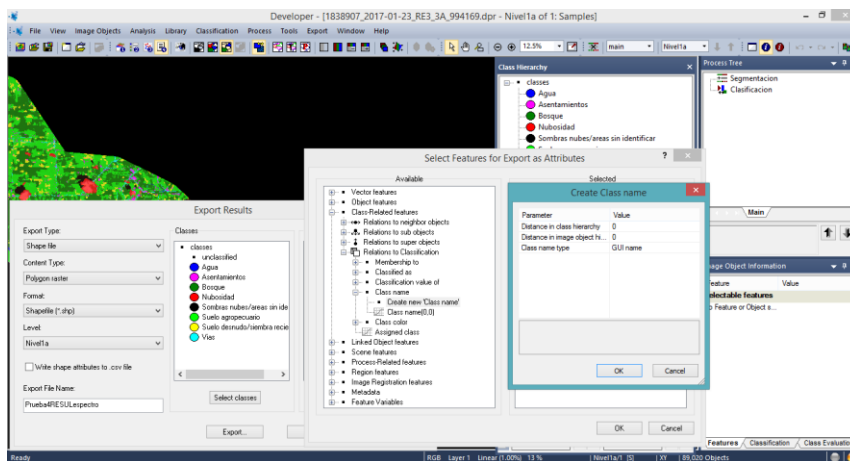 Developer - [1838907_2017-01-23_RE3_3A_994169.dpr - Nivel1a of 1: Samples]
File View Image Objects Analysis Library Classification Process Tools Export Window Help
12.5%
main
Nivel1a
Class Hierarchy
classes
Agua
Asentamientos
Bosque
Nubosidad
Sombras nubes/areas sin identificar
Process Tree
Segmentacion
Clasificacion
Main
Select Features for Export as Attributes
Available
Selected
Vector features
Object features
Class-Related features
Relations to neighbor objects
Relations to sub objects
Relations to super objects
Relations to Classification
Membership to
Classified as
Classification value of
Class name
Create new 'Class name'
Class name(0,0)
Class color
Assigned class
Linked Object features
Scene features
Process-Related features
Region features
Image Registration features
Metadata
Feature Variables
OK Cancel
Create Class name
Parameter Value
Distance in class hierarchy 0
Distance in image object hi... 0
Class name type GUI name
OK Cancel
Export Results
Export Type:
Shape file
Content Type:
Polygon raster
Format:
Shapefile (*.shp)
Level:
Nivel1a
Write shape attributes to .csv file
Export File Name:
Prueba4RESULespectro
Classes
classes
unclassified
Agua
Asentamientos
Bosque
Nubosidad
Sombras nubes/areas sin ide
Suelo agropecuario
Suelo desnudo/siembra recie
Vias
Select classes
Export...
mage Object Information
eature Value
electable features
o Feature or Object s...
Features Classification Class Evaluatio
Ready
RGB Layer 1 Linear (1.00%) 13 % Nivel1a/1 [S] XY 89,020 Objects